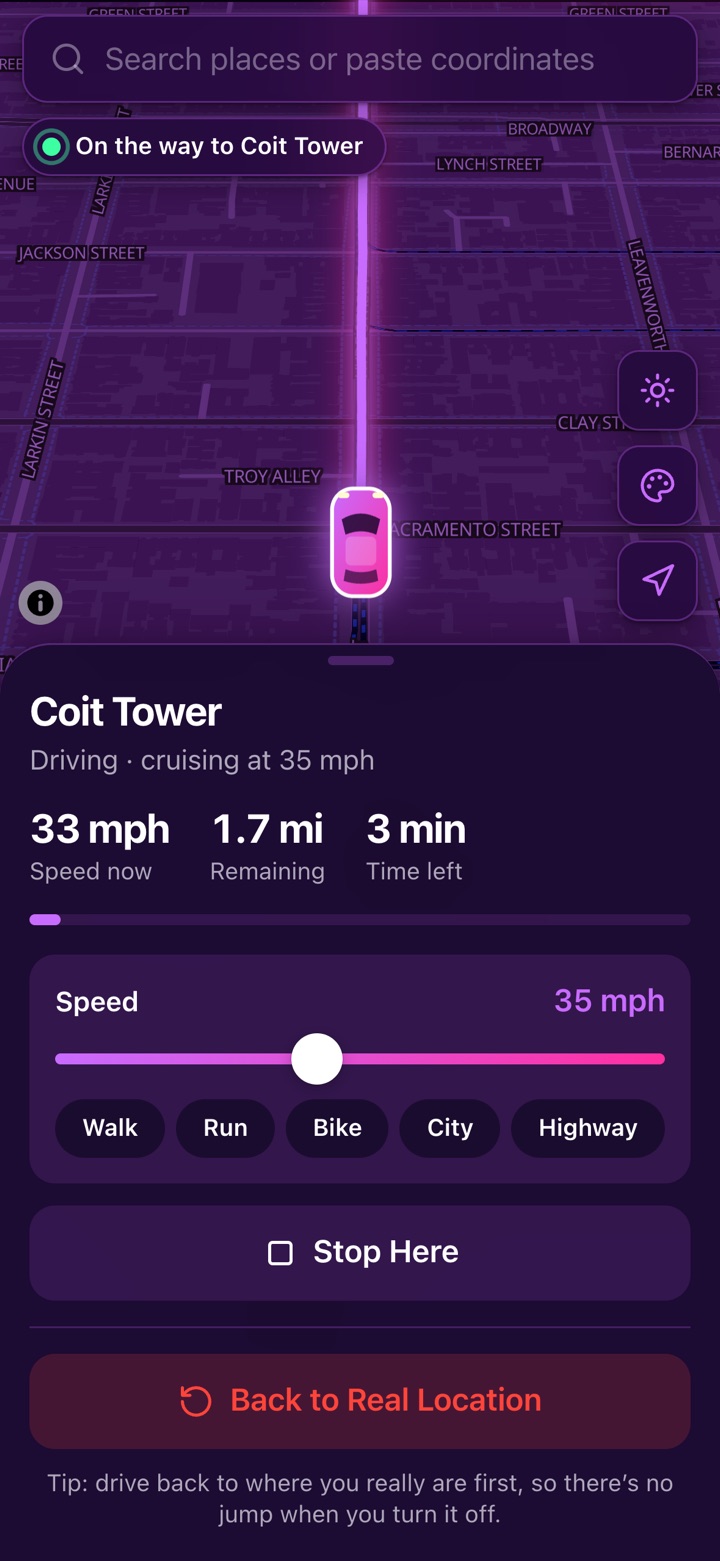 GREEN STREET
GREEN STREET
Search places or paste coordinates
On the way to Coit Tower
BROADWAY
LYNCH STREET
JACKSON STREET
LEAVENWORTH
LARKIN STREET
TROY ALLEY
Coit Tower
Driving · cruising at 35 mph
33 mph 1.7 mi 3 min
Speed now Remaining Time left
Speed 35 mph
Walk Run Bike City Highway
Stop Here
Back to Real Location
Tip: drive back to where you really are first, so there’s no
jump when you turn it off.